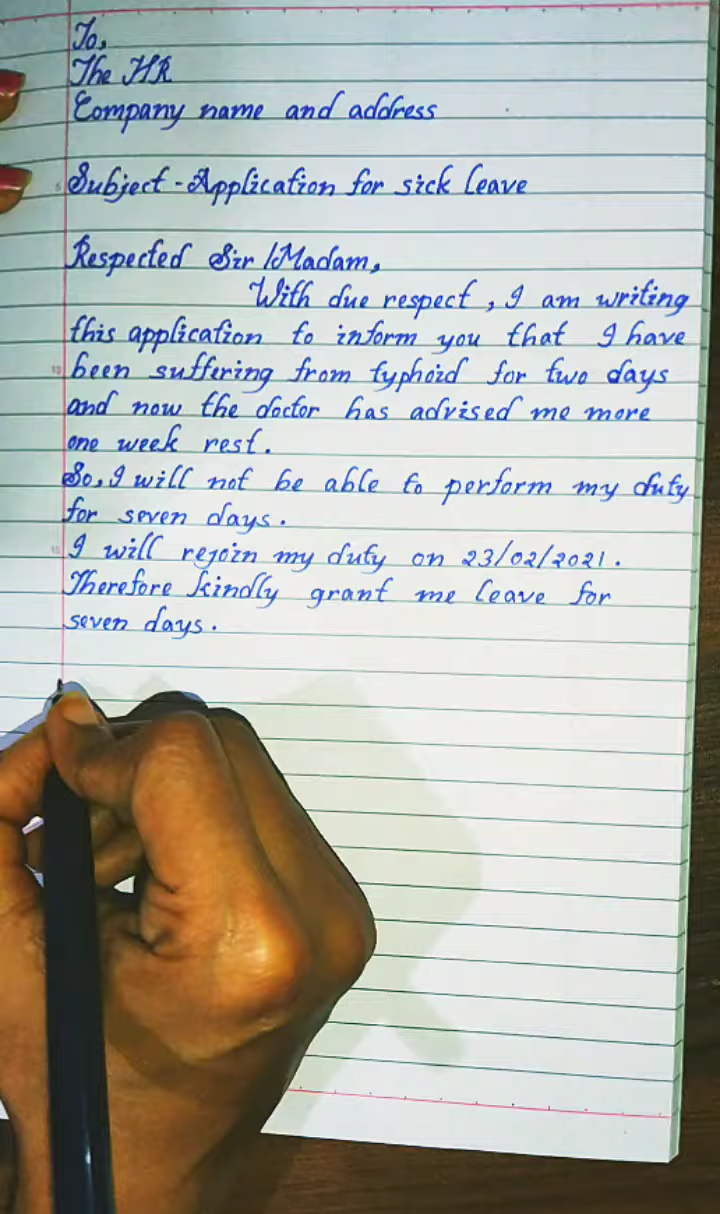 To,
The HR
Company name and address
Subject - Application for sick leave
Respected Sir/Madam,
With due respect, I am writing
this application to inform you that I have
been suffering from typhoid for two days
and now the doctor has advised me more
one week rest.
So, I will not be able to perform my duty
for seven days.
I will rejoin my duty on 23/02/2021.
Therefore kindly grant me leave for
seven days.